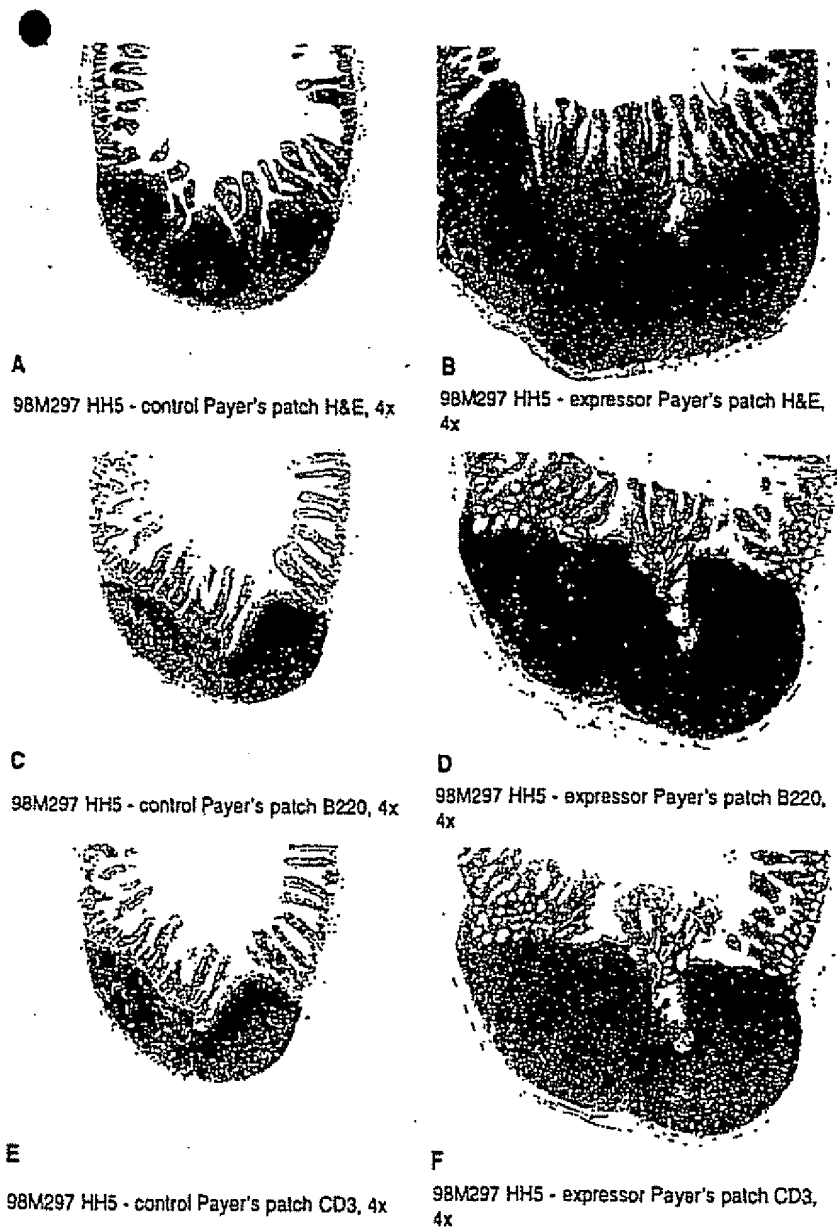 A
B
98M297 HH5 - control Payer's patch H&E, 4x
98M297 HH5 - expressor Payer's patch H&E,
4x
C
D
98M297 HH5 - control Payer's patch B220, 4x
98M297 HH5 - expressor Payer's patch B220,
4x
E
F
98M297 HH5 - control Payer's patch CD3, 4x
98M297 HH5 - expressor Payer's patch CD3,
4x